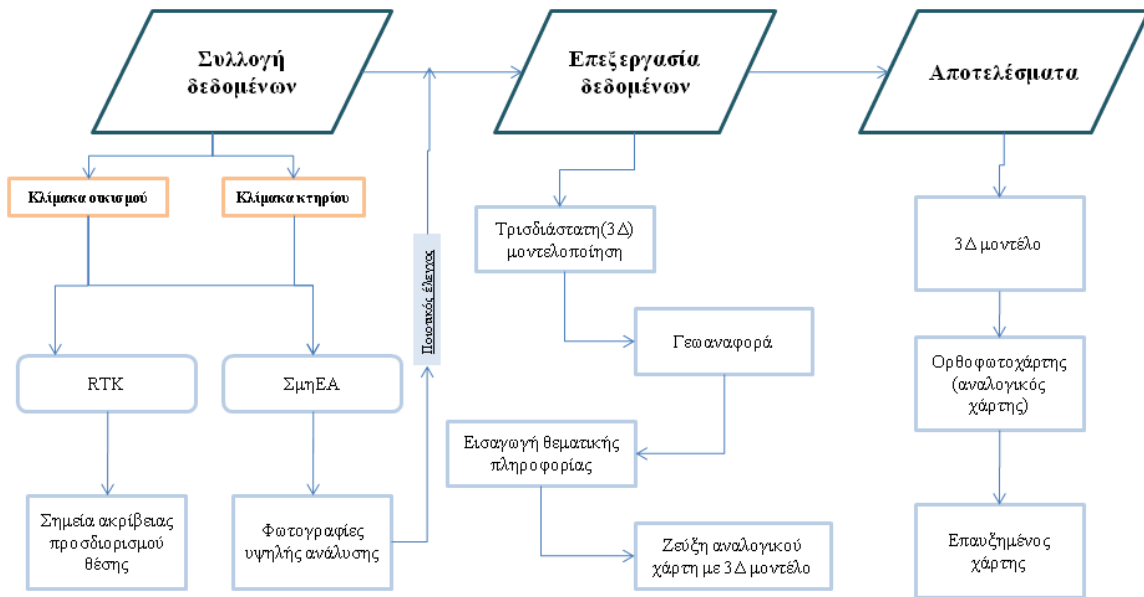 Συλλογή
δεδομένων
Επεξεργασία
δεδομένων
Αποτελέσματα
Κλίμακα οικισμού
Κλίμακα κτηρίου
Ποιοτικός έλεγχος
RTK
ΣμηΕΑ
Σημεία ακρίβειας
προσδιορισμού
θέσης
Φωτογραφίες
υψηλής ανάλυσης
Τρισδιάστατη(3Δ)
μοντελοποίηση
Γεωαναφορά
Εισαγωγή θεματικής
πληροφορίας
Ζεύξη αναλογικού
χάρτη με 3Δ μοντέλο
3Δ μοντέλο
Ορθοφωτοχάρτης
(αναλογικός
χάρτης)
Επαυξημένος
χάρτης